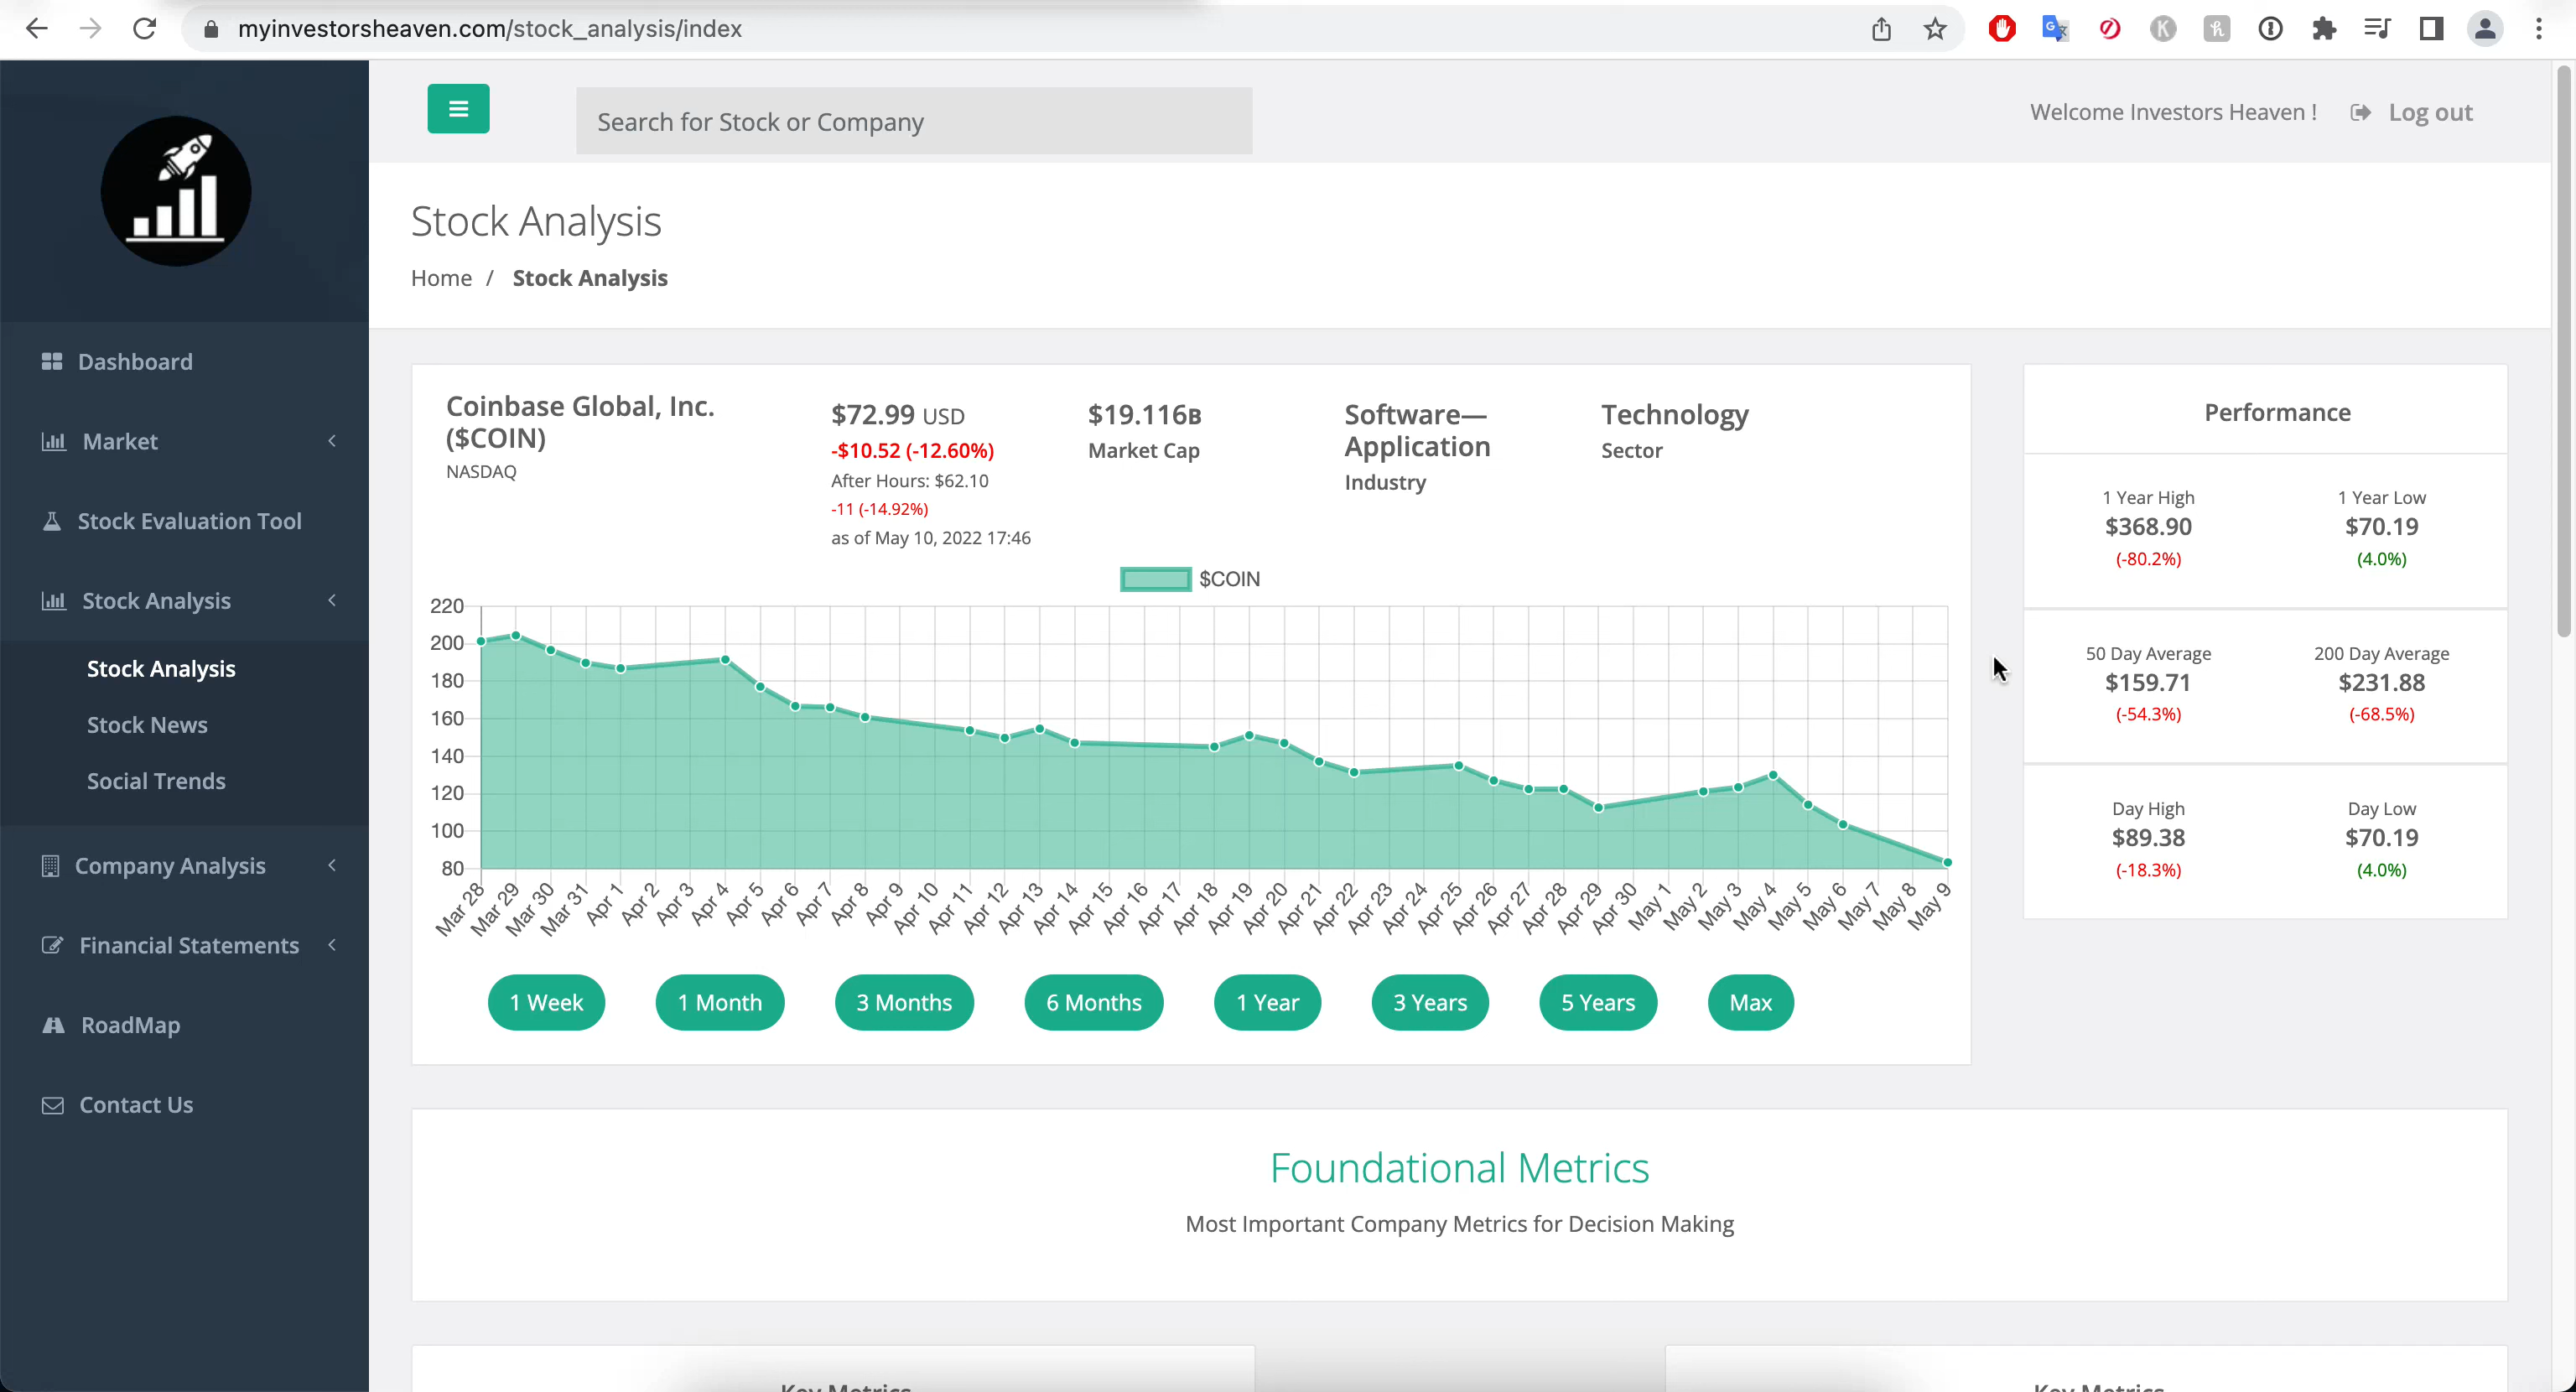 myinvestorsheaven.com/stock_analysis/index
Search for Stock or Company
Welcome Investors Heaven !
Log out
Stock Analysis
Home / Stock Analysis
Dashboard
Market
Stock Evaluation Tool
Stock Analysis
Stock Analysis
Stock News
Social Trends
Company Analysis
Financial Statements
RoadMap
Contact Us
Coinbase Global, Inc.
($COIN)
NASDAQ
$72.99 USD
-$10.52 (-12.60%)
After Hours: $62.10
-11 (-14.92%)
as of May 10, 2022 17:46
$19.116B
Market Cap
Software—
Application
Industry
Technology
Sector
$COIN
220
200
180
160
140
120
100
80
Mar 28
Mar 29
Mar 30
Mar 31
Apr 1
Apr 2
Apr 3
Apr 4
Apr 5
Apr 6
Apr 7
Apr 8
Apr 9
Apr 10
Apr 11
Apr 12
Apr 13
Apr 14
Apr 15
Apr 16
Apr 17
Apr 18
Apr 19
Apr 20
Apr 21
Apr 22
Apr 23
Apr 24
Apr 25
Apr 26
Apr 27
Apr 28
Apr 29
Apr 30
May 1
May 2
May 3
May 4
May 5
May 6
May 7
May 8
May 9
1 Week
1 Month
3 Months
6 Months
1 Year
3 Years
5 Years
Max
Performance
1 Year High
$368.90
(-80.2%)
1 Year Low
$70.19
(4.0%)
50 Day Average
$159.71
(-54.3%)
200 Day Average
$231.88
(-68.5%)
Day High
$89.38
(-18.3%)
Day Low
$70.19
(4.0%)
Foundational Metrics
Most Important Company Metrics for Decision Making
Key Metrics
Key Metrics